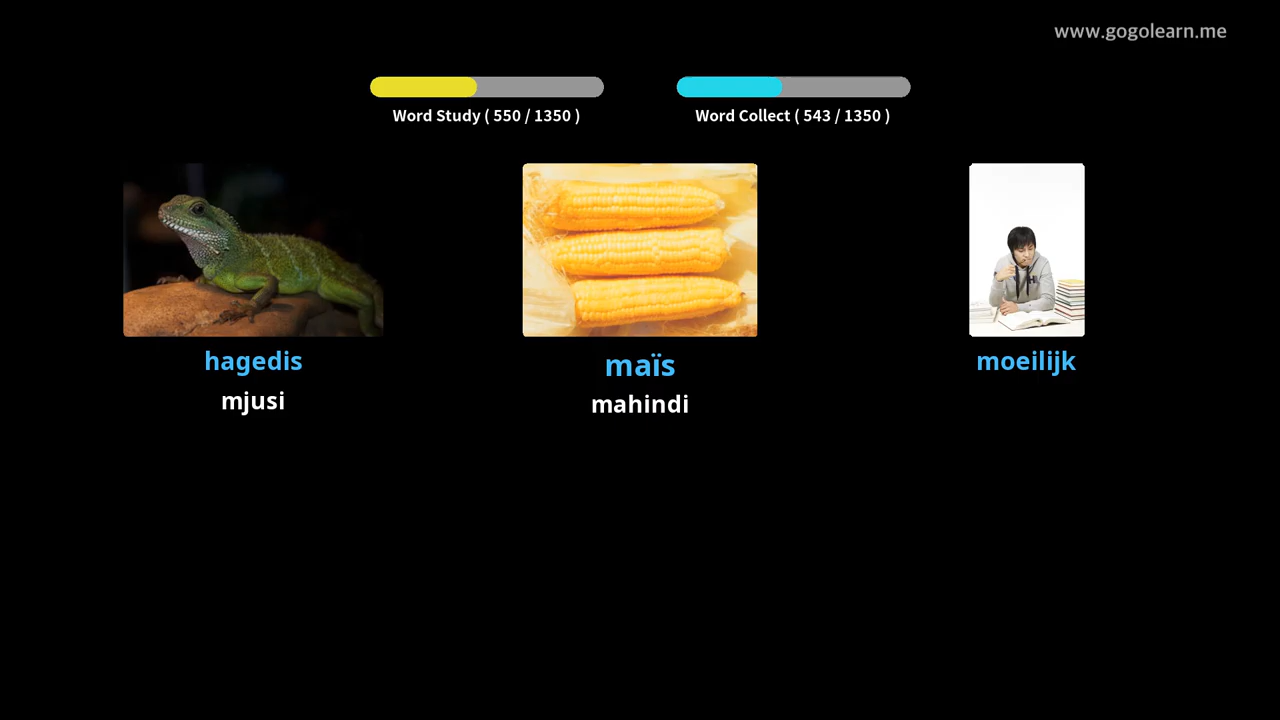 www.gogolearn.me
Word Study ( 550 / 1350 )
Word Collect ( 543 / 1350 )
hagedis
mjusi
maïs
mahindi
moeilijk